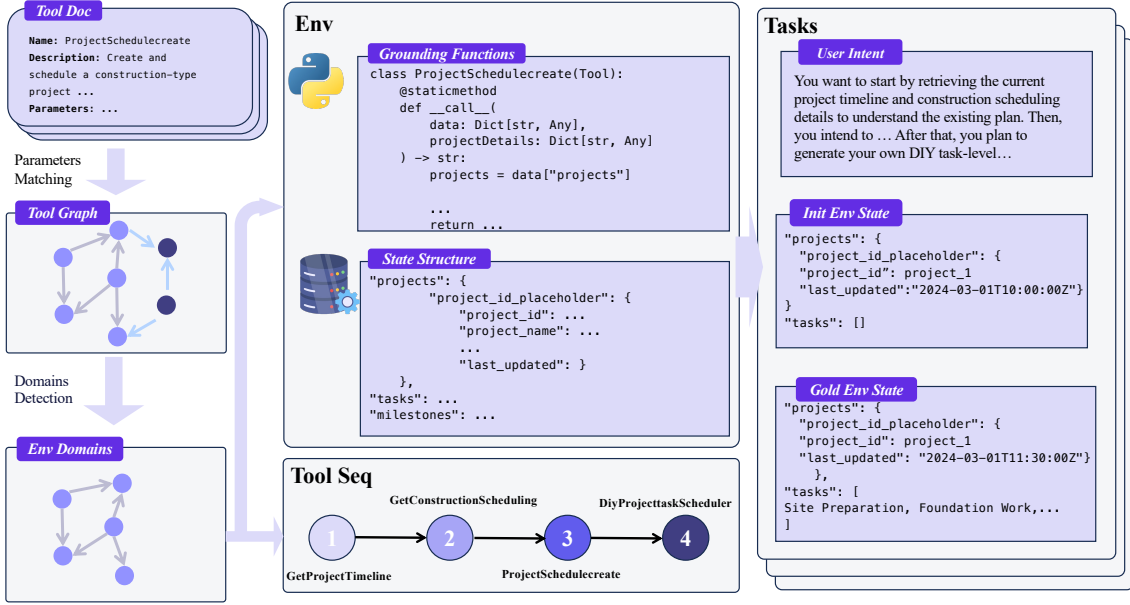 Tool Doc
Name: ProjectSchedulecreate
Description: Create and
schedule a construction-type
project ...
Parameters: ...
Parameters
Matching
Tool Graph
Domains
Detection
Env Domains
Env
Grounding Functions
class ProjectSchedulecreate(Tool):
    @staticmethod
    def __call__(
        data: Dict[str, Any],
        projectDetails: Dict[str, Any]
    ) -> str:
        projects = data["projects"]
        ...
        return ...
State Structure
"projects": {
        "project_id_placeholder": {
            "project_id": ...
            "project_name": ...
            ...
            "last_updated": }
    },
"tasks": ...
"milestones": ...
Tool Seq
GetConstructionScheduling
DiyProjecttaskScheduler
1
2
3
4
GetProjectTimeline
ProjectSchedulecreate
Tasks
User Intent
You want to start by retrieving the current
project timeline and construction scheduling
details to understand the existing plan. Then,
you intend to … After that, you plan to
generate your own DIY task-level…
Init Env State
"projects": {
  "project_id_placeholder": {
  "project_id”: project_1
  "last_updated":"2024-03-01T10:00:00Z"}
}
"tasks": []
Gold Env State
"projects": {
  "project_id_placeholder": {
  "project_id": project_1
  "last_updated": "2024-03-01T11:30:00Z"}
    },
"tasks": [
Site Preparation, Foundation Work,...
]